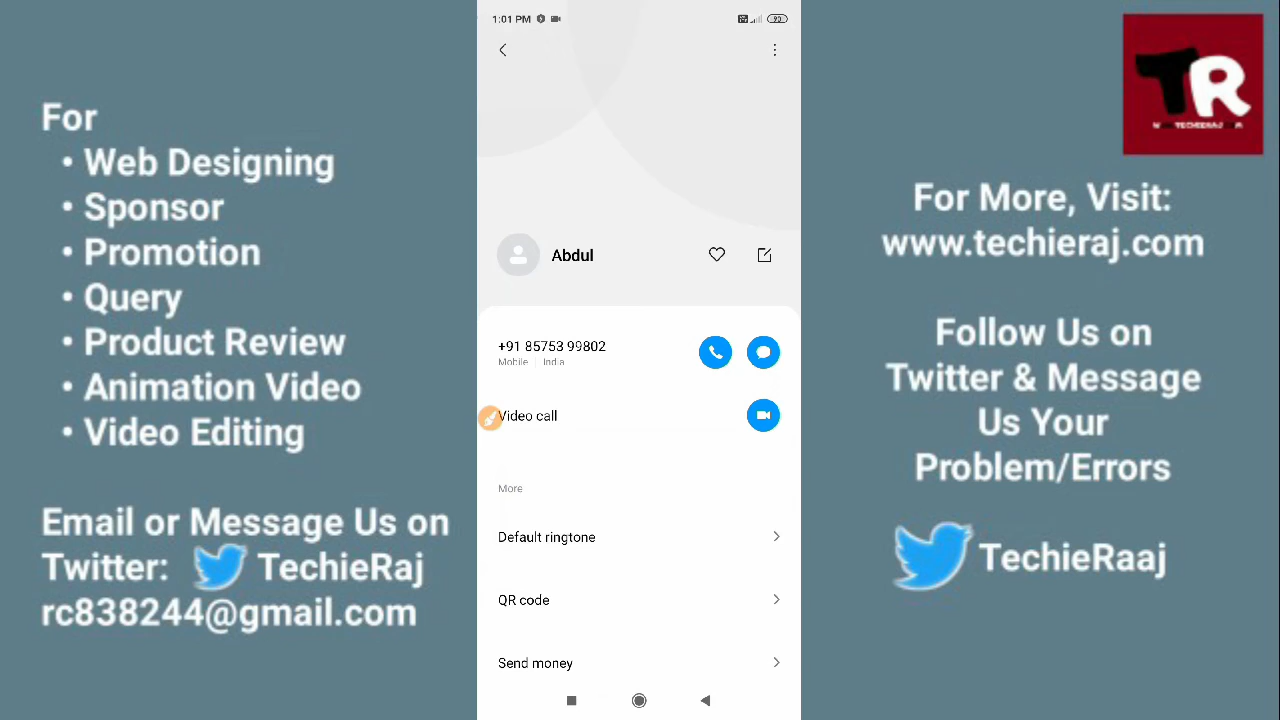 For
• Web Designing
• Sponsor
• Promotion
• Query
• Product Review
• Animation Video
• Video Editing
Email or Message Us on
Twitter: TechieRaj
rc838244@gmail.com
1:01 PM
90
Abdul
+91 85753 99802
Mobile | India
Video call
More
Default ringtone
QR code
Send money
TR
For More, Visit:
www.techieraj.com
Follow Us on
Twitter & Message
Us Your
Problem/Errors
TechieRaaj